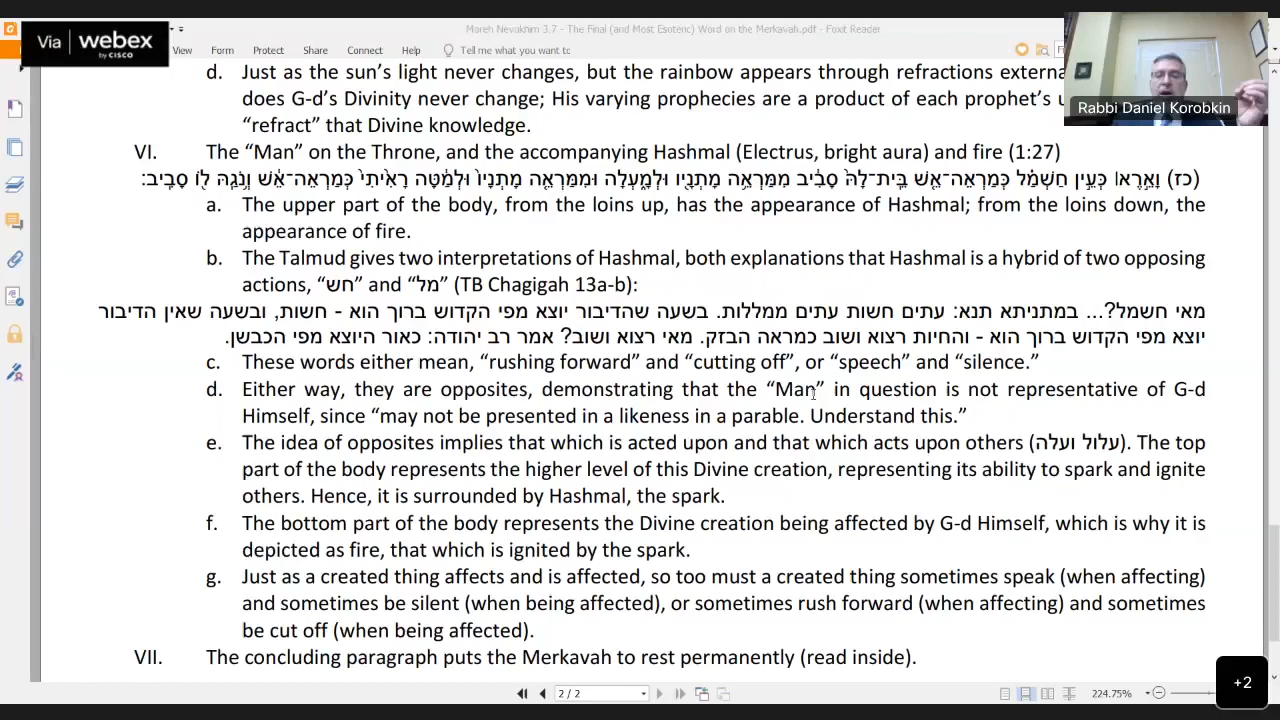 Via webex
by CISCO
Moreh Nevukhim 3.7 - The Final (and Most Esoteric) Word on the Merkavah.pdf - Foxit Reader
View Form Protect Share Connect Help Tell me what you want to
Rabbi Daniel Korobkin
d. Just as the sun's light never changes, but the rainbow appears through refractions externa
does G-d's Divinity never change; His varying prophecies are a product of each prophet's u
"refract" that Divine knowledge.
VI. The "Man" on the Throne, and the accompanying Hashmal (Electrus, bright aura) and fire (1:27)
(כז) וָאֵ֣רֶא׀ כְּעֵ֣ין חַשְׁמַ֗ל כְּמַרְאֵה־אֵ֤שׁ בֵּֽית־לָהּ֙ סָבִ֔יב מִמַּרְאֵ֥ה מָתְנָ֖יו וּלְמָ֑עְלָה וּמִמַּרְאֵ֤ה מָתְנָיו֙ וּלְמַ֔טָּה רָאִ֙יתִי֙ כְּמַרְאֵה־אֵ֔שׁ וְנֹ֥גַֽהּ ל֖וֹ סָבִֽיב:
a. The upper part of the body, from the loins up, has the appearance of Hashmal; from the loins down, the
appearance of fire.
b. The Talmud gives two interpretations of Hashmal, both explanations that Hashmal is a hybrid of two opposing
actions, "חש" and "מל" (TB Chagigah 13a-b):
מאי חשמל?... במתניתא תנא: עתים חשות עתים ממללות. בשעה שהדיבור יוצא מפי הקדוש ברוך הוא - חשות, ובשעה שאין הדיבור
יוצא מפי הקדוש ברוך הוא - והחיות רצוא ושוב כמראה הבזק. מאי רצוא ושוב? אמר רב יהודה: כאור היוצא מפי הכבשן.
c. These words either mean, "rushing forward" and "cutting off", or "speech" and "silence."
d. Either way, they are opposites, demonstrating that the "Man" in question is not representative of G-d
Himself, since "may not be presented in a likeness in a parable. Understand this."
e. The idea of opposites implies that which is acted upon and that which acts upon others (עלול ועלה). The top
part of the body represents the higher level of this Divine creation, representing its ability to spark and ignite
others. Hence, it is surrounded by Hashmal, the spark.
f. The bottom part of the body represents the Divine creation being affected by G-d Himself, which is why it is
depicted as fire, that which is ignited by the spark.
g. Just as a created thing affects and is affected, so too must a created thing sometimes speak (when affecting)
and sometimes be silent (when being affected), or sometimes rush forward (when affecting) and sometimes
be cut off (when being affected).
VII. The concluding paragraph puts the Merkavah to rest permanently (read inside).
2 / 2
224.75%
+2